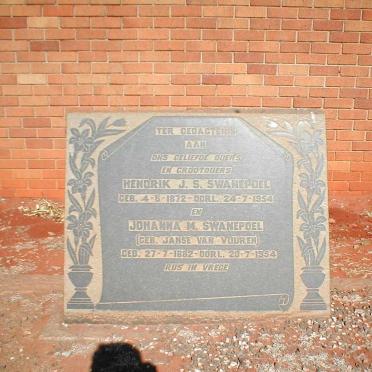 TER GEDAGTENIS
AAN
ONS GELIEFDE OUERS
EN GROOTOUERS
HENDRIK J. S. SWANEPOEL
GEB. 4-5-1872-OORL. 24-7-1954
EN
JOHANNA M. SWANEPOEL
(GEB. JANSE VAN VUUREN)
GEB. 27-7-1882-OORL. 20-7-1954
RUS IN VREDE